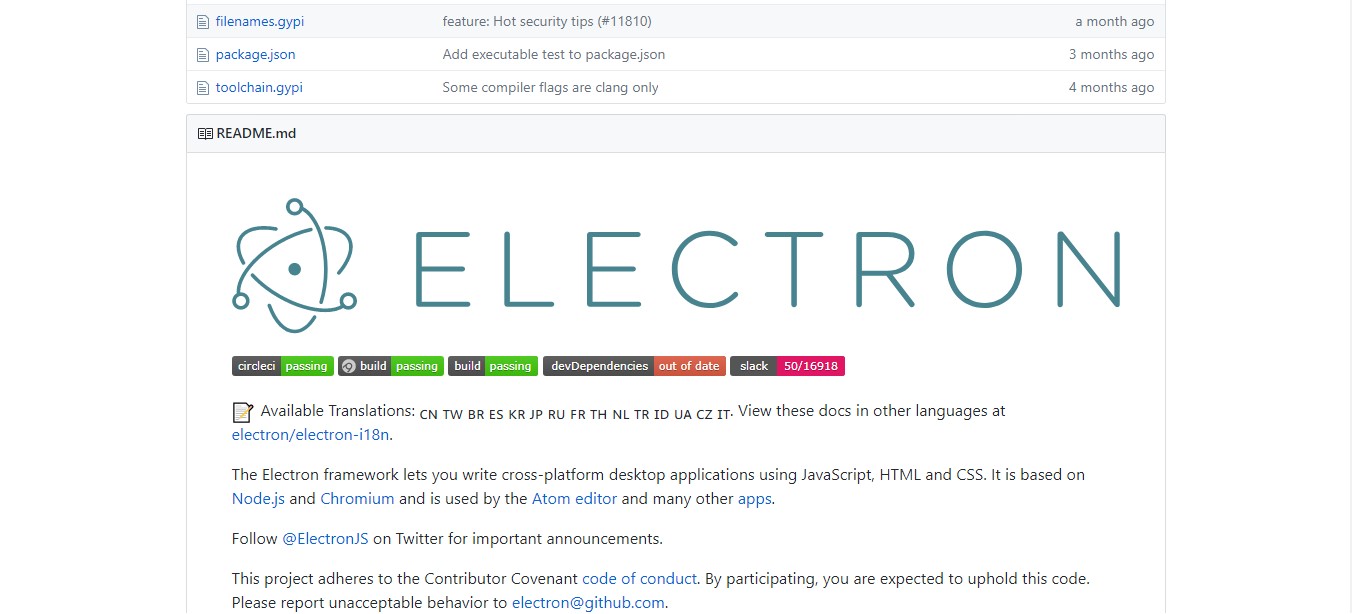 filenames.gypi feature: Hot security tips (#11810) a month ago
package.json Add executable test to package.json 3 months ago
toolchain.gypi Some compiler flags are clang only 4 months ago
README.md
ELECTRON
circleci passing build passing build passing devDependencies out of date slack 50/16918
Available Translations: CN TW BR ES KR JP RU FR TH NL TR ID UA CZ IT. View these docs in other languages at
electron/electron-i18n.
The Electron framework lets you write cross-platform desktop applications using JavaScript, HTML and CSS. It is based on
Node.js and Chromium and is used by the Atom editor and many other apps.
Follow @ElectronJS on Twitter for important announcements.
This project adheres to the Contributor Covenant code of conduct. By participating, you are expected to uphold this code.
Please report unacceptable behavior to electron@github.com.